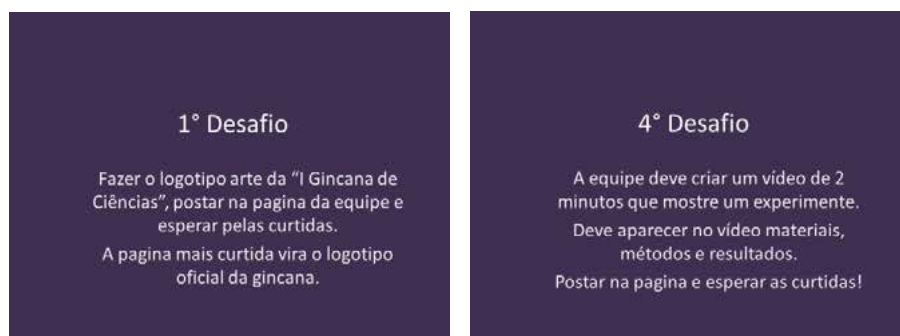 1° Desafio
Fazer o logotipo arte da “I Gincana de
Ciências”, postar na pagina da equipe e
esperar pelas curtidas.
A pagina mais curtida vira o logotipo
oficial da gincana.
4° Desafio
A equipe deve criar um vídeo de 2
minutos que mostre um experimente.
Deve aparecer no vídeo materiais,
métodos e resultados.
Postar na pagina e esperar as curtidas!